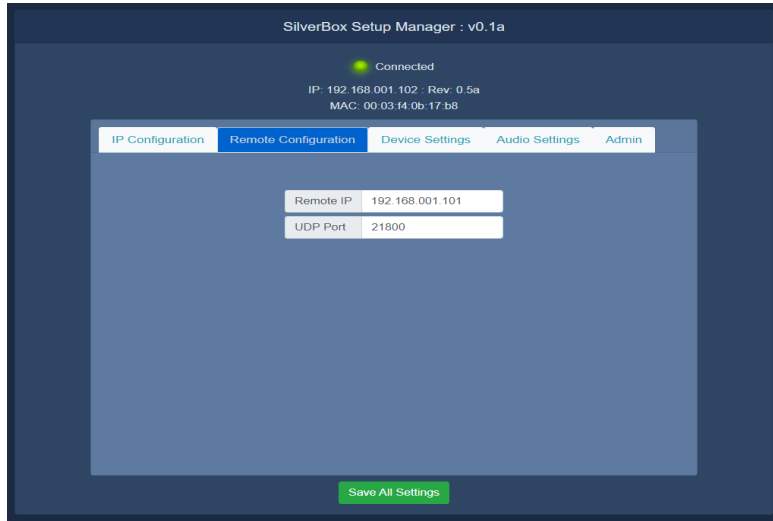 SilverBox Setup Manager : v0.1a
Connected
IP: 192.168.001.102 : Rev: 0.5a
MAC: 00:03:f4:0b:17:b8
IP Configuration Remote Configuration Device Settings Audio Settings Admin
Remote IP 192.168.001.101
UDP Port 21800
Save All Settings